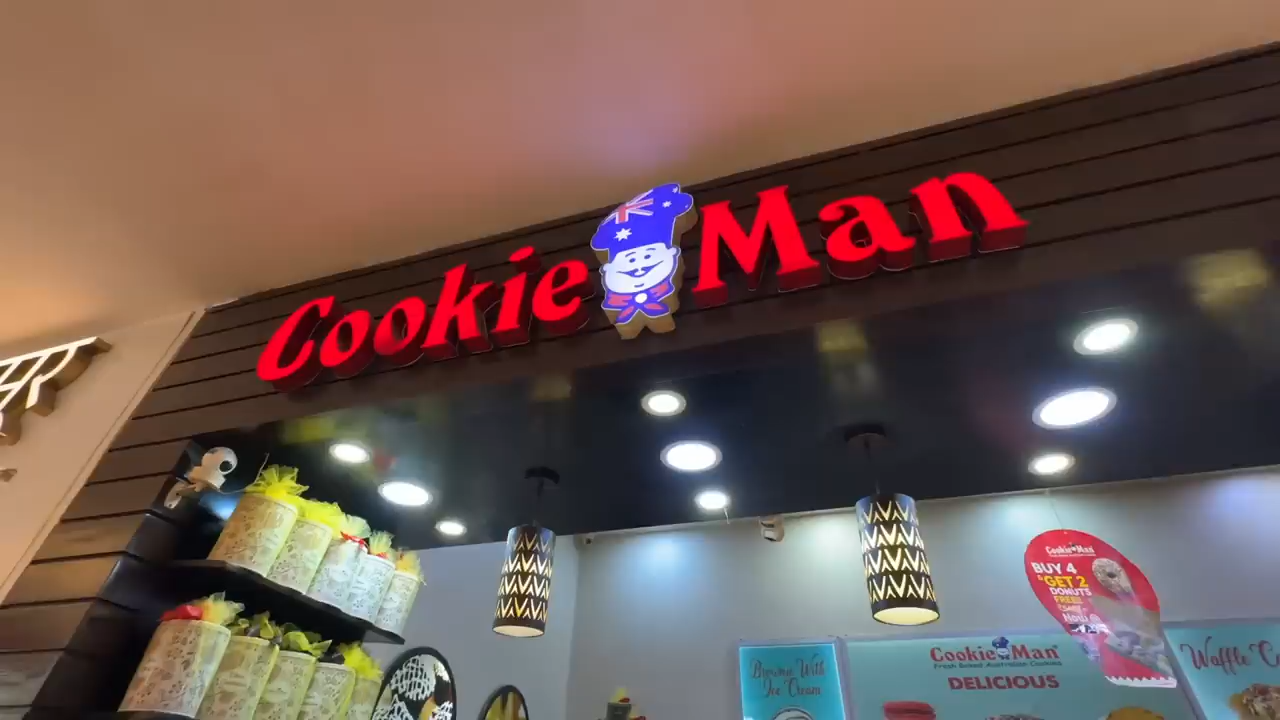 Cookie Man
Cookie Man
BUY 4
& GET 2
DONUTS
FREE!
Brownie With
Ice Cream
Cookie Man
Fresh Baked Australian Cookies
DELICIOUS
Waffle